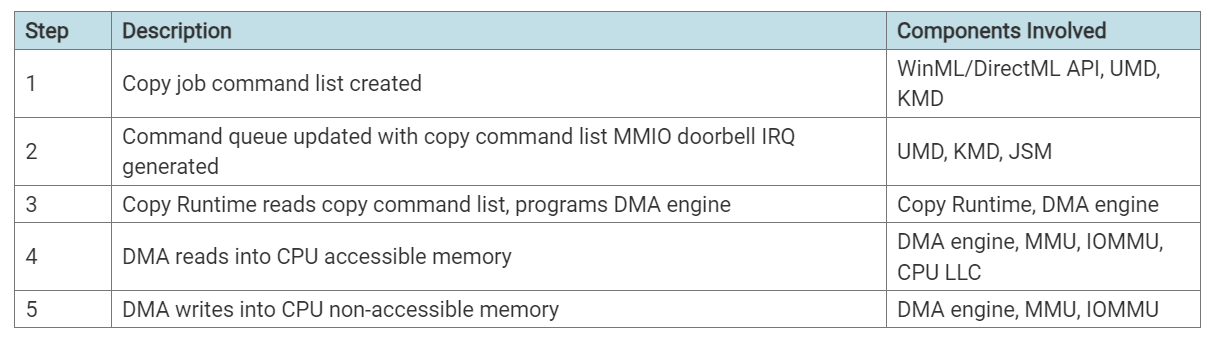 Step Description Components Involved
1 Copy job command list created WinML/DirectML API, UMD,
KMD
2 Command queue updated with copy command list MMIO doorbell IRQ
generated UMD, KMD, JSM
3 Copy Runtime reads copy command list, programs DMA engine Copy Runtime, DMA engine
4 DMA reads into CPU accessible memory DMA engine, MMU, IOMMU,
CPU LLC
5 DMA writes into CPU non-accessible memory DMA engine, MMU, IOMMU